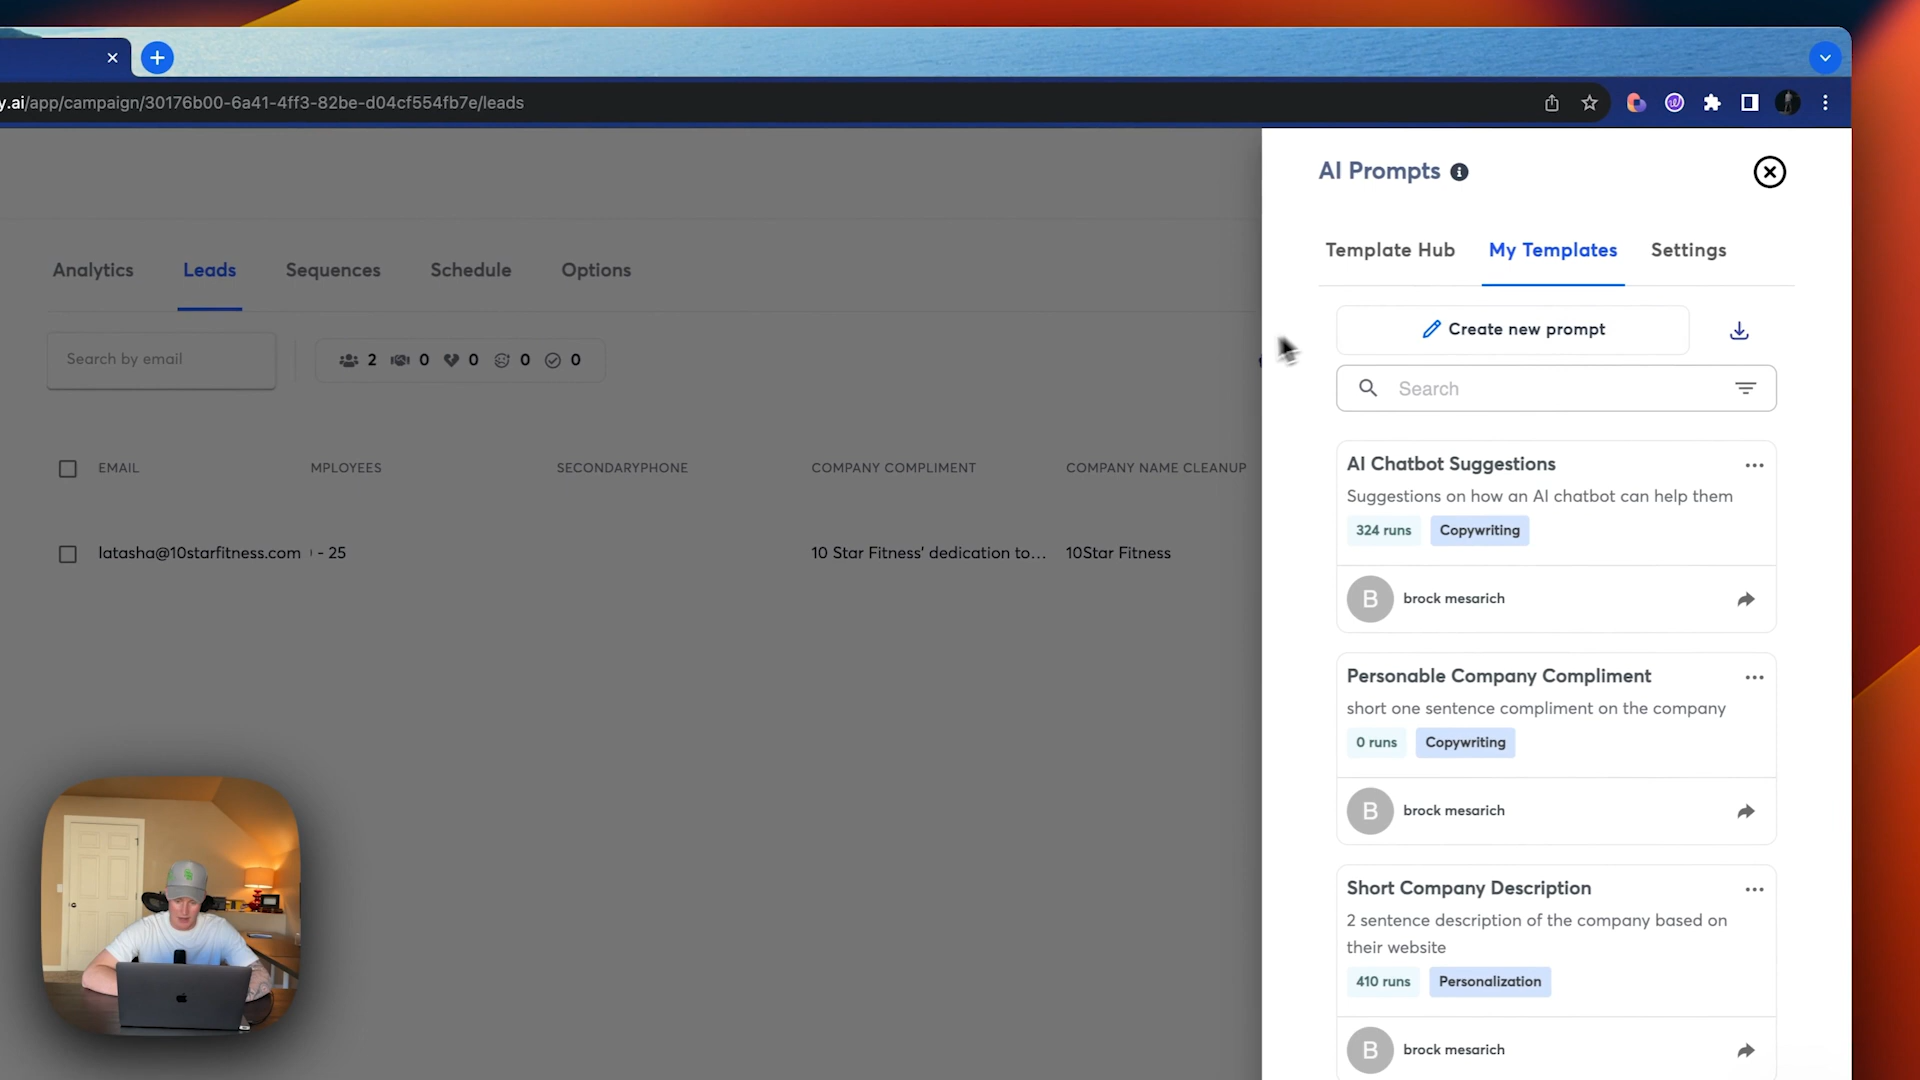 y.ai/app/campaign/30176b00-6a41-4ff3-82be-d04cf554fb7e/leads
AI Prompts
Template Hub My Templates Settings
Analytics Leads Sequences Schedule Options
Create new prompt
Search by email 2 0 0 0 0
Search
EMAIL MPLOYEES SECONDARYPHONE COMPANY COMPLIMENT COMPANY NAME CLEANUP
latasha@10starfitness.com - 25 10 Star Fitness' dedication to... 10Star Fitness
AI Chatbot Suggestions
Suggestions on how an AI chatbot can help them
324 runs Copywriting
B brock mesarich
Personable Company Compliment
short one sentence compliment on the company
0 runs Copywriting
B brock mesarich
Short Company Description
2 sentence description of the company based on
their website
410 runs Personalization
B brock mesarich